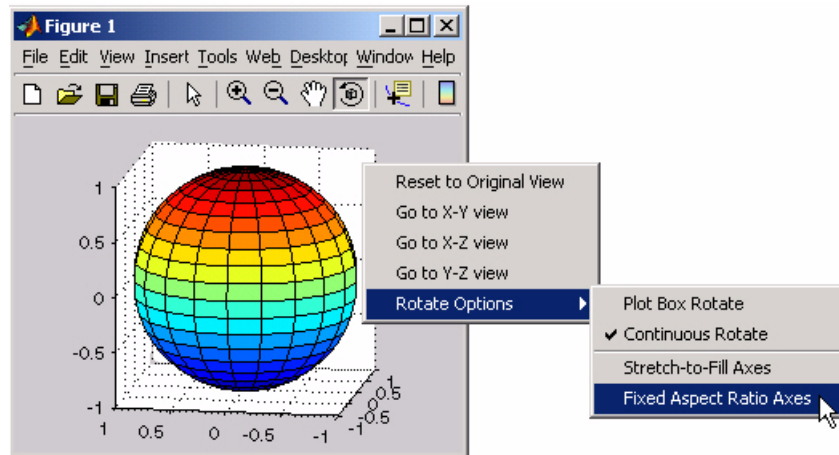 Figure 1
File Edit View Insert Tools Web Desktop Window Help
Reset to Original View
Go to X-Y view
Go to X-Z view
Go to Y-Z view
Rotate Options
Plot Box Rotate
Continuous Rotate
Stretch-to-Fill Axes
Fixed Aspect Ratio Axes
1
0.5
0
-0.5
-1
1 0.5 0 -0.5 -1
-1
-0.5
0
0.5